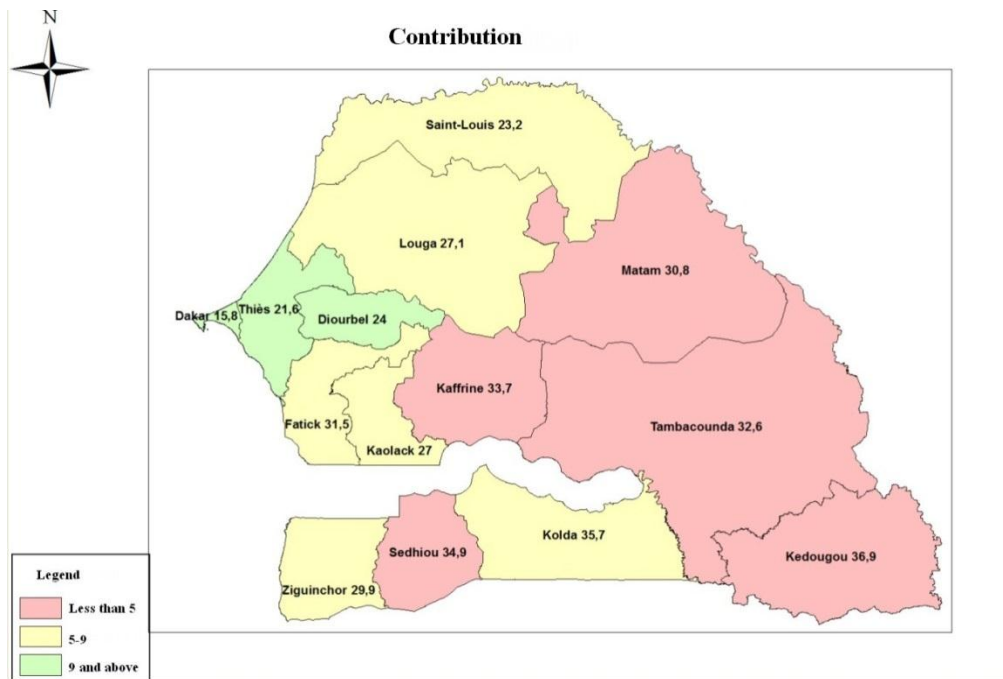 N
Contribution
Saint-Louis 23,2
Louga 27,1
Matam 30,8
Dakar 15,8
Thiès 21,6
Diourbel 24
Kaffrine 33,7
Fatick 31,5
Kaolack 27
Tambacounda 32,6
Kolda 35,7
Sedhiou 34,9
Kedougou 36,9
Ziguinchor 29,9
Legend
Less than 5
5-9
9 and above